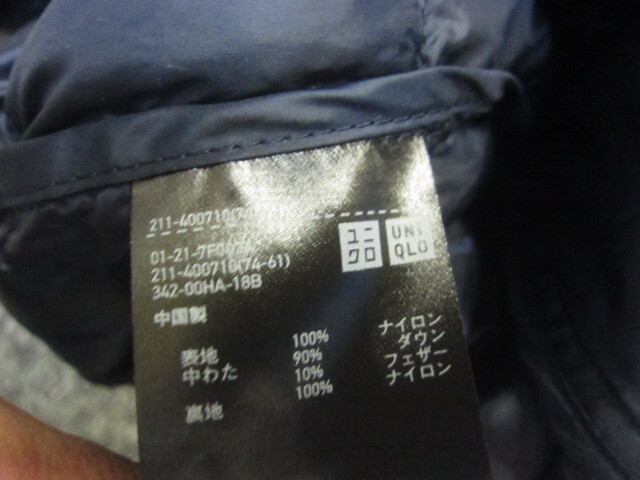 211-400710(74
ユニ
クロ
UNI
QLO
01-21-7F
211-400710(74-61)
342-00HA-18B
中国製
表地 100% ナイロン
中わた 90% ダウン
10% フェザー
裏地 100% ナイロン